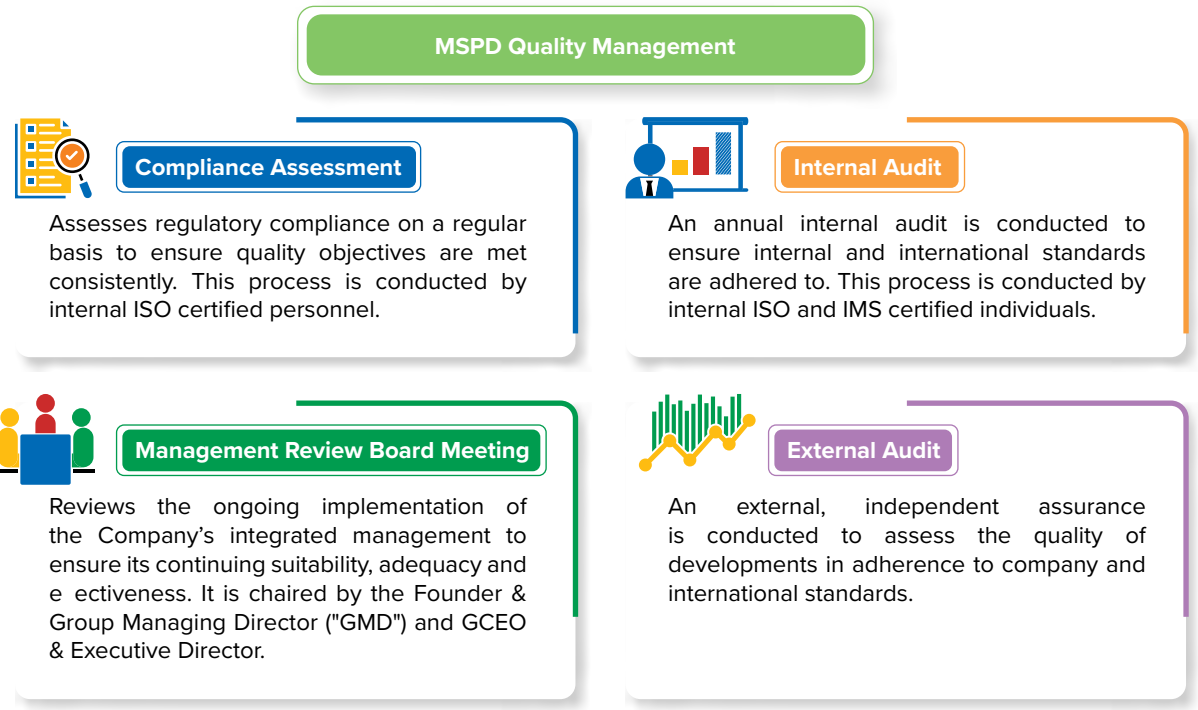 MSPD Quality Management
Compliance Assessment
Assesses regulatory compliance on a regular
basis to ensure quality objectives are met
consistently. This process is conducted by
internal ISO certified personnel.
Internal Audit
An annual internal audit is conducted to
ensure internal and international standards
are adhered to. This process is conducted by
internal ISO and IMS certified individuals.
Management Review Board Meeting
Reviews the ongoing implementation of
the Company’s integrated management to
ensure its continuing suitability, adequacy and
e ectiveness. It is chaired by the Founder &
Group Managing Director ("GMD") and GCEO
& Executive Director.
External Audit
An external, independent assurance
is conducted to assess the quality of
developments in adherence to company and
international standards.